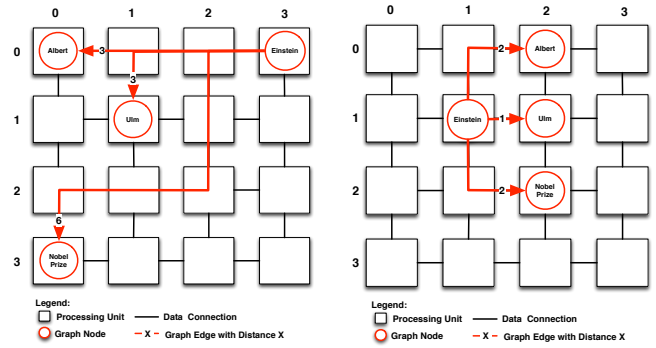 0 1 2 3
0 Albert 3 Einstein
3
1 Ulm
2
6
3 Nobel Prize
Legend:
Processing Unit Data Connection
Graph Node X Graph Edge with Distance X
0 1 2 3
0 2 Albert
1 Einstein 1 Ulm
2 2 Nobel Prize
3
Legend:
Processing Unit Data Connection
Graph Node X Graph Edge with Distance X